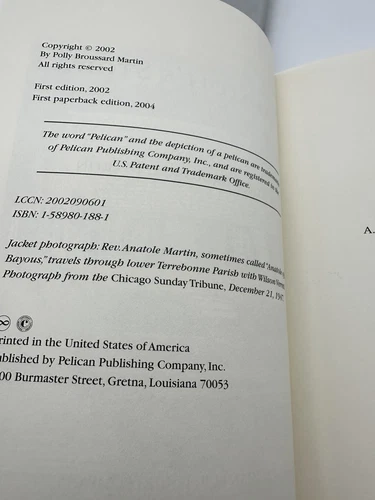 Copyright © 2002
By Polly Broussard Martin
All rights reserved
First edition, 2002
First paperback edition, 2004
The word "Pelican" and the depiction of a pelican are
of Pelican Publishing Company, Inc., and are registered in the
U.S. Patent and Trademark Office.
LCCN: 2002090601
ISBN: 1-58980-188-1
Jacket photograph: Rev. Anatole Martin, sometimes called
Bayous," travels through lower Terrebonne Parish with Wilson
Photograph from the Chicago Sunday Tribune, December 21,
©
rinted in the United States of America
ublished by Pelican Publishing Company, Inc.
00 Burmaster Street, Gretna, Louisiana 70053
A.